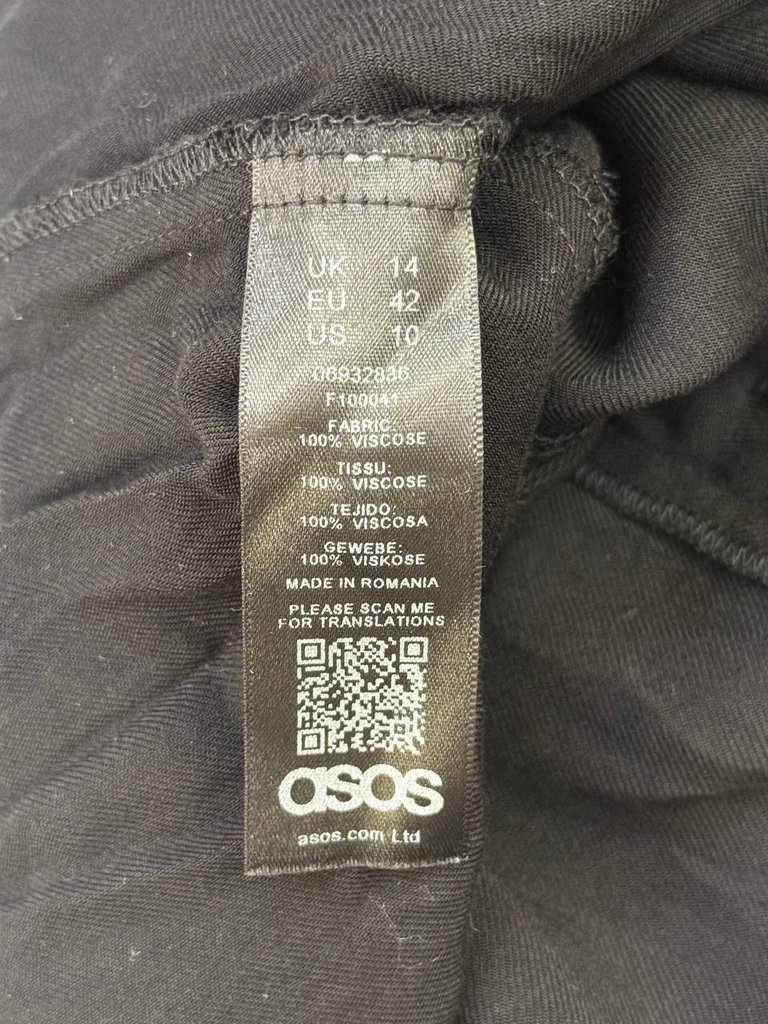 UK 14
EU 42
US 10
06932836
F100041
FABRIC:
100% VISCOSE
TISSU:
100% VISCOSE
TEJIDO:
100% VISCOSA
GEWEBE:
100% VISKOSE
MADE IN ROMANIA
PLEASE SCAN ME
FOR TRANSLATIONS
asos
asos.com Ltd